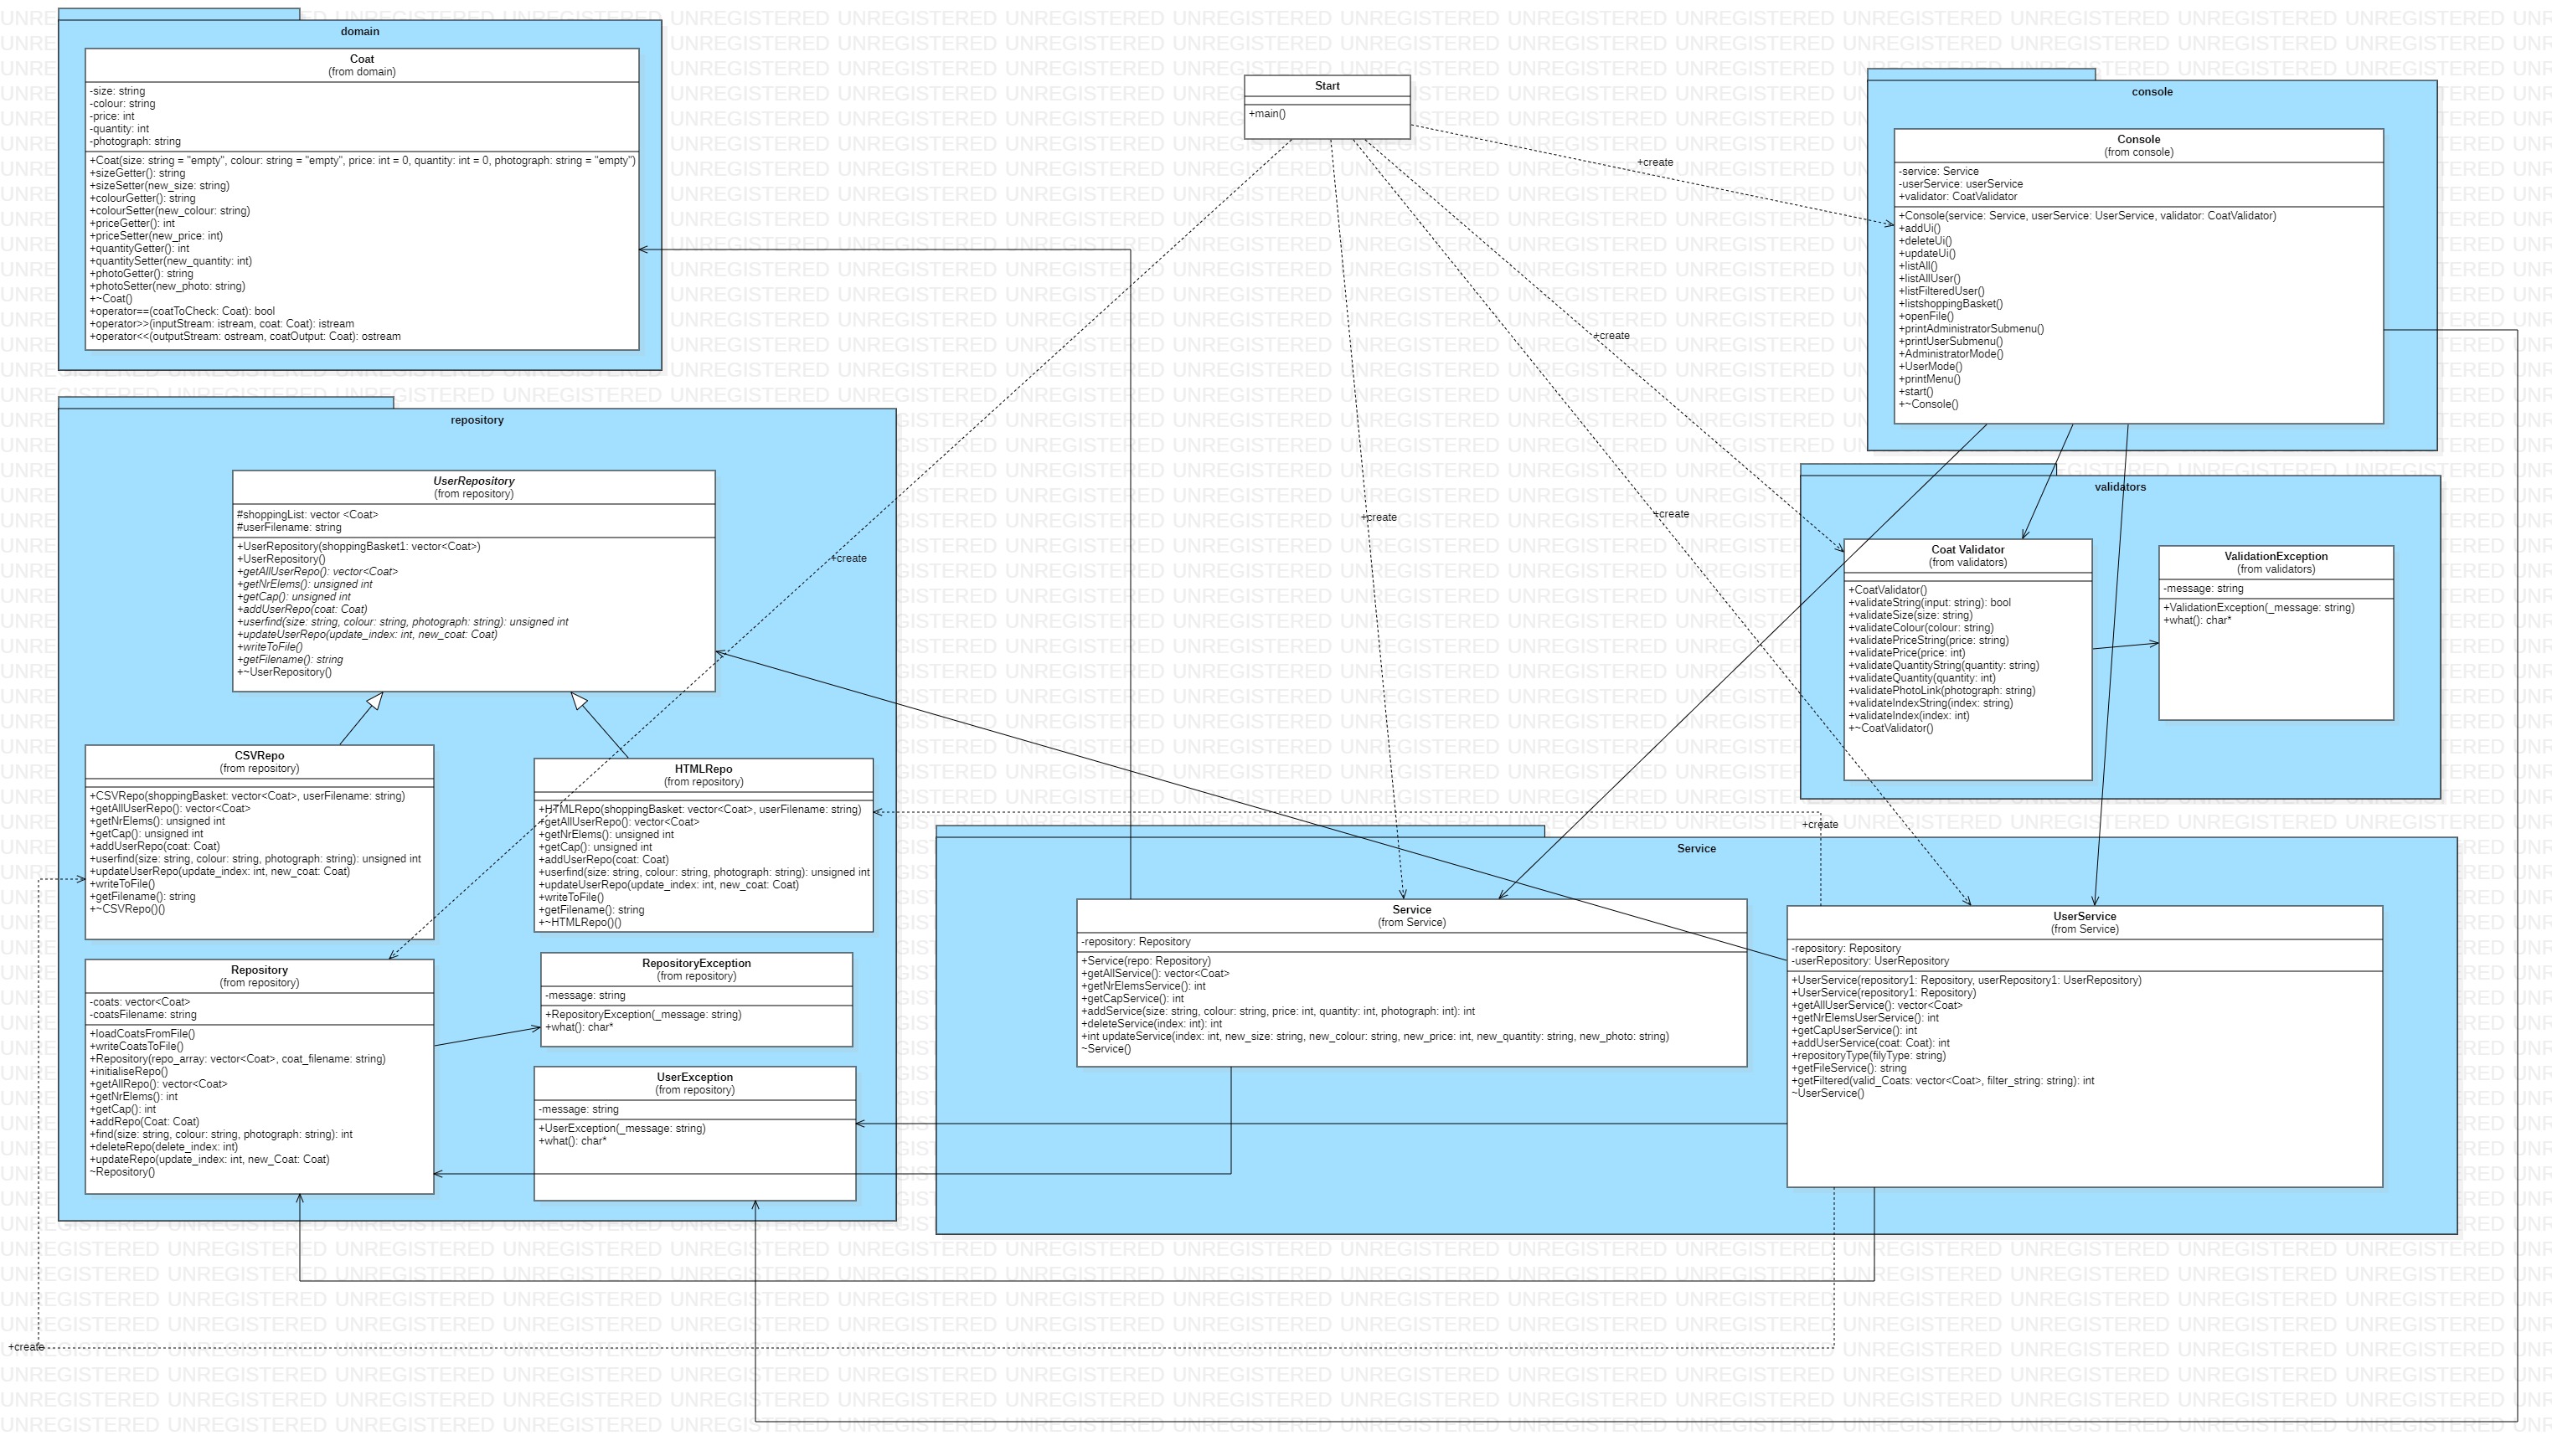 domain
Coat
(from domain)
-size: string
-colour: string
-price: int
-quantity: int
-photograph: string
+Coat(size: string = "empty", colour: string = "empty", price: int = 0, quantity: int = 0, photograph: string = "empty")
+sizeGetter(): string
+sizeSetter(new_size: string)
+colourGetter(): string
+colourSetter(new_colour: string)
+priceGetter(): int
+priceSetter(new_price: int)
+quantityGetter(): int
+quantitySetter(new_quantity: int)
+photoGetter(): string
+photoSetter(new_photo: string)
+~Coat()
+operator==(coatToCheck: Coat): bool
+operator>>(inputStream: istream, coat: Coat): istream
+operator<<(outputStream: ostream, coatOutput: Coat): ostream
Start
+main()
+create
+create
+create
+create
+create
console
Console
(from console)
-service: Service
-userService: userService
+validator: CoatValidator
+Console(service: Service, userService: UserService, validator: CoatValidator)
+addUi()
+deleteUi()
+updateUi()
+listAll()
+listAllUser()
+listFilteredUser()
+listshoppingBasket()
+openFile()
+printAdministratorSubmenu()
+printUserSubmenu()
+AdministratorMode()
+UserMode()
+printMenu()
+start()
+~Console()
repository
UserRepository
(from repository)
#shoppingList: vector <Coat>
#userFilename: string
+UserRepository(shoppingBasket1: vector<Coat>)
+UserRepository()
+getAllUserRepo(): vector<Coat>
+getNrElems(): unsigned int
+getCap(): unsigned int
+addUserRepo(coat: Coat)
+userfind(size: string, colour: string, photograph: string): unsigned int
+updateUserRepo(update_index: int, new_coat: Coat)
+writeToFile()
+getFilename(): string
+~UserRepository()
CSVRepo
(from repository)
+CSVRepo(shoppingBasket: vector<Coat>, userFilename: string)
+getAllUserRepo(): vector<Coat>
+getNrElems(): unsigned int
+getCap(): unsigned int
+addUserRepo(coat: Coat)
+userfind(size: string, colour: string, photograph: string): unsigned int
+updateUserRepo(update_index: int, new_coat: Coat)
+writeToFile()
+getFilename(): string
+~CSVRepo()()
HTMLRepo
(from repository)
+HTMLRepo(shoppingBasket: vector<Coat>, userFilename: string)
+getAllUserRepo(): vector<Coat>
+getNrElems(): unsigned int
+getCap(): unsigned int
+addUserRepo(coat: Coat)
+userfind(size: string, colour: string, photograph: string): unsigned int
+updateUserRepo(update_index: int, new_coat: Coat)
+writeToFile()
+getFilename(): string
+~HTMLRepo()()
Repository
(from repository)
-coats: vector<Coat>
-coatsFilename: string
+loadCoatsFromFile()
+writeCoatsToFile()
+Repository(repo_array: vector<Coat>, coat_filename: string)
+initialiseRepo()
+getAllRepo(): vector<Coat>
+getNrElems(): int
+getCap(): int
+addRepo(Coat: Coat)
+find(size: string, colour: string, photograph: string): int
+deleteRepo(delete_index: int)
+updateRepo(update_index: int, new_Coat: Coat)
~Repository()
RepositoryException
(from repository)
-message: string
+RepositoryException(_message: string)
+what(): char*
UserException
(from repository)
-message: string
+UserException(_message: string)
+what(): char*
validators
Coat Validator
(from validators)
+CoatValidator()
+validateString(input: string): bool
+validateSize(size: string)
+validateColour(colour: string)
+validatePriceString(price: string)
+validatePrice(price: int)
+validateQuantityString(quantity: string)
+validateQuantity(quantity: int)
+validatePhotoLink(photograph: string)
+validateIndexString(index: string)
+validateIndex(index: int)
+~CoatValidator()
ValidationException
(from validators)
-message: string
+ValidationException(_message: string)
+what(): char*
+create
Service
Service
(from Service)
-repository: Repository
+Service(repo: Repository)
+getAllService(): vector<Coat>
+getNrElemsService(): int
+getCapService(): int
+addService(size: string, colour: string, price: int, quantity: int, photograph: int): int
+deleteService(index: int): int
+int updateService(index: int, new_size: string, new_colour: string, new_price: int, new_quantity: string, new_photo: string)
~Service()
UserService
(from Service)
-repository: Repository
-userRepository: UserRepository
+UserService(repository1: Repository, userRepository1: UserRepository)
+UserService(repository1: Repository)
+getAllUserService(): vector<Coat>
+getNrElemsUserService(): int
+getCapUserService(): int
+addUserService(coat: Coat): int
+repositoryType(filyType: string)
+getFileService(): string
+getFiltered(valid_Coats: vector<Coat>, filter_string: string): int
~UserService()
+create